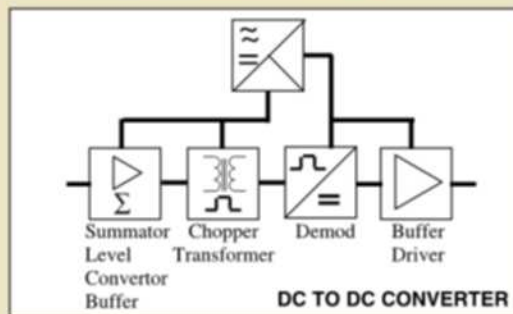 Σ
Summator Level Convertor Buffer
Chopper Transformer
Demod
Buffer Driver
DC TO DC CONVERTER